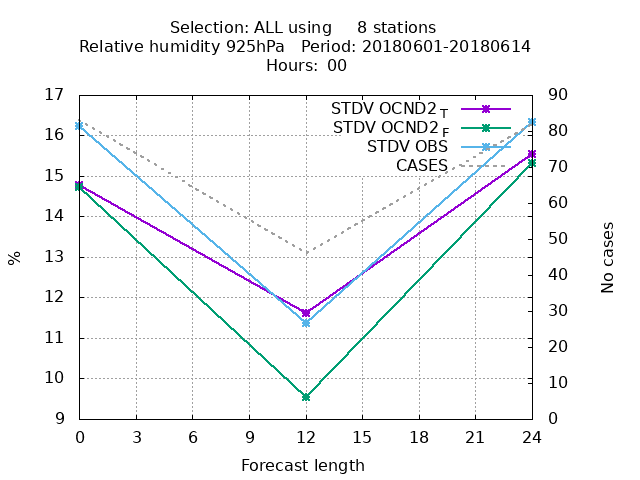 Selection: ALL using     8 stations
Relative humidity 925hPa   Period: 20180601-20180614
Hours: 00
17
16
15
14
13
12
11
10
9
90
80
70
60
50
40
30
20
10
0
STDV OCND2_T
STDV OCND2_F
STDV OBS
CASES
%
No cases
0 3 6 9 12 15 18 21 24
Forecast length